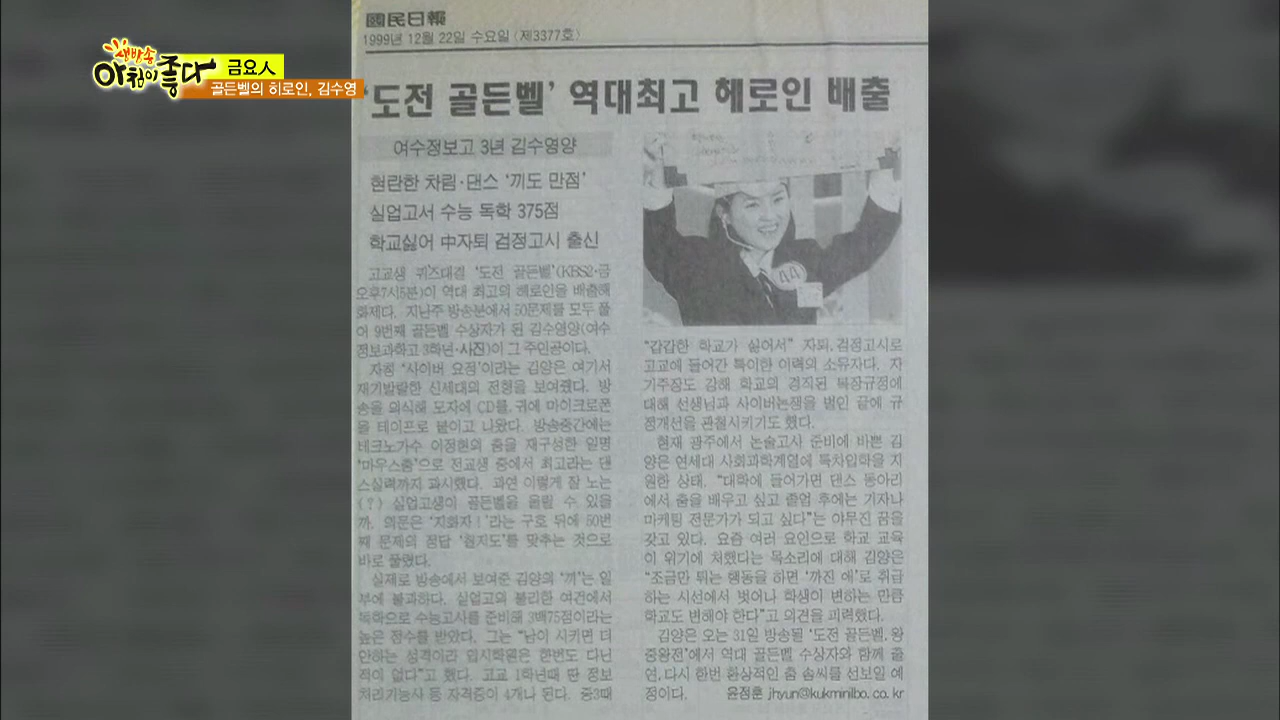 생방송
아침이 좋다
금요人
골든벨의 히로인, 김수영
國民日報
1999년 12월 22일 수요일 〈제3377호〉
'도전 골든벨' 역대최고 헤로인 배출
여수정보고 3년 김수영양
현란한 차림·댄스 '끼도 만점'
실업고서 수능 독학 375점
학교싫어 中자퇴 검정고시 출신
고교생 퀴즈대결 '도전 골든벨'(KBS2·금
오후7시5분)이 역대 최고의 헤로인을 배출해
화제다. 지난주 방송분에서 50문제를 모두 풀
어 9번째 골든벨 수상자가 된 김수영양(여수
정보과학고 3학년·사진)이 그 주인공이다.
자칭 '사이버 요정'이라는 김양은 여기서
재기발랄한 신세대의 전형을 보여줬다. 방
송을 의식해 모자에 CD를, 귀에 마이크로폰
을 테이프로 붙이고 나왔다. 방송중간에는
테크노가수 이정현의 춤을 재구성한 일명
'마우스춤'으로 전교생 중에서 최고라는 댄
스실력까지 과시했다. 과연 이렇게 잘 노는
(?) 실업고생이 골든벨을 울릴 수 있을
까. 의문은 '지화자!'라는 구호 뒤에 50번
째 문제의 정답 '월지도'를 맞추는 것으로
바로 풀렸다.
실제로 방송에서 보여준 김양의 '끼'는 일
부에 불과하다. 실업고의 불리한 여건에서
독학으로 수능고사를 준비해 3백75점이라는
높은 점수를 받았다. 그는 "남이 시키면 더
안하는 성격이라 입시학원은 한번도 다닌
적이 없다"고 했다. 고교 1학년때 딴 정보
처리기능사 등 자격증이 4개나 된다. 중3때
"갑갑한 학교가 싫어서" 자퇴, 검정고시로
고교에 들어간 특이한 이력의 소유자다. 자
기주장도 강해 학교의 경직된 복장규정에
대해 선생님과 사이버논쟁을 벌인 끝에 규
정개선을 관철시키기도 했다.
현재 광주에서 논술고사 준비에 바쁜 김
양은 연세대 사회과학계열에 특차입학을 지
원한 상태. "대학에 들어가면 댄스 동아리
에서 춤을 배우고 싶고 졸업 후에는 기자나
마케팅 전문가가 되고 싶다"는 야무진 꿈을
갖고 있다. 요즘 여러 요인으로 학교 교육
이 위기에 처했다는 목소리에 대해 김양은
"조금만 튀는 행동을 하면 '까진 애'로 취급
하는 시선에서 벗어나 학생이 변하는 만큼
학교도 변해야 한다"고 의견을 피력했다.
김양은 오는 31일 방송될 '도전 골든벨, 왕
중왕전'에서 역대 골든벨 수상자와 함께 출
연, 다시 한번 환상적인 춤 솜씨를 선보일 예
정이다. 윤정훈 jhyun@kukminilbo.co.kr